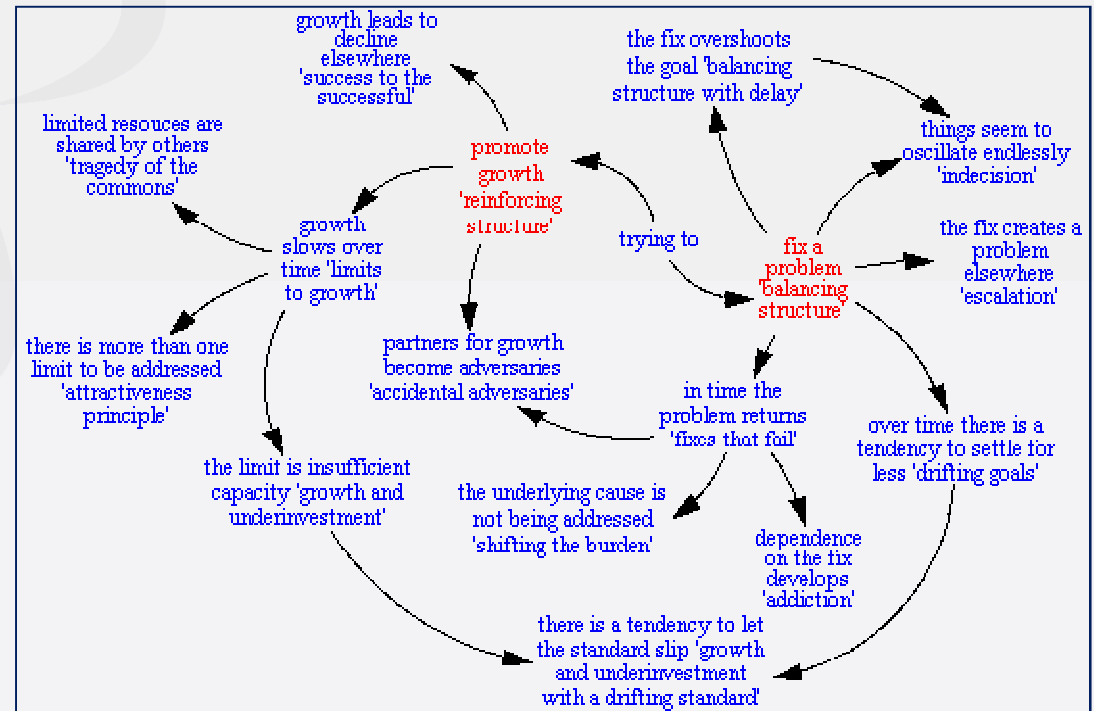 growth leads to
decline
elsewhere
'success to the
successful'
the fix overshoots
the goal 'balancing
structure with delay'
limited resouces are
shared by others
'tragedy of the
commons'
things seem to
oscillate endlessly
'indecision'
promote
growth
'reinforcing
structure'
growth
slows over
time 'limits
to growth'
trying to
fix a
problem
'balancing
structure'
the fix creates a
problem
elsewhere
'escalation'
there is more than one
limit to be addressed
'attractiveness
principle'
partners for growth
become adversaries
'accidental adversaries'
in time the
problem returns
'fixes that fail'
over time there is a
tendency to settle for
less 'drifting goals'
the limit is insufficient
capacity 'growth and
underinvestment'
the underlying cause is
not being addressed
'shifting the burden'
dependence
on the fix
develops
'addiction'
there is a tendency to let
the standard slip 'growth
and underinvestment
with a drifting standard'